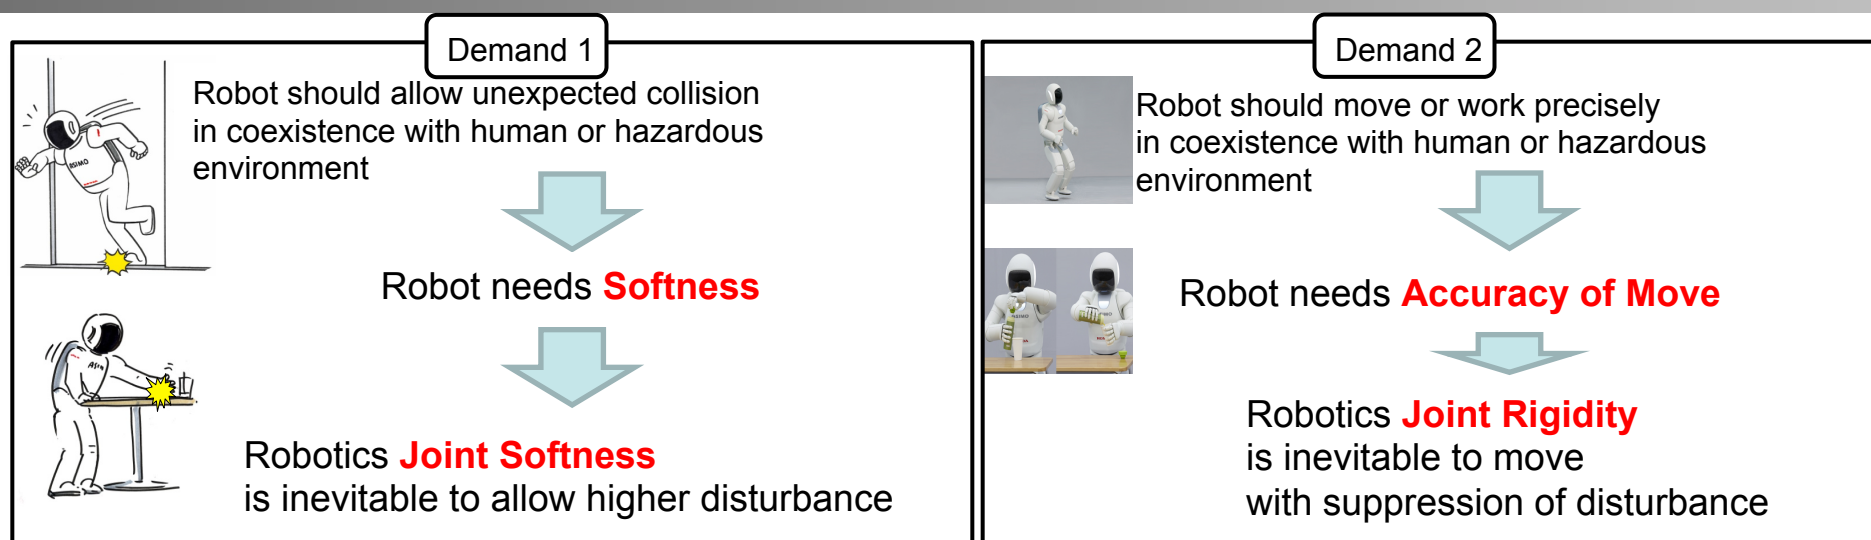 Demand 1
Robot should allow unexpected collision
in coexistence with human or hazardous
environment
Robot needs Softness
Robotics Joint Softness
is inevitable to allow higher disturbance
ASIMO
Demand 2
Robot should move or work precisely
in coexistence with human or hazardous
environment
Robot needs Accuracy of Move
Robotics Joint Rigidity
is inevitable to move
with suppression of disturbance